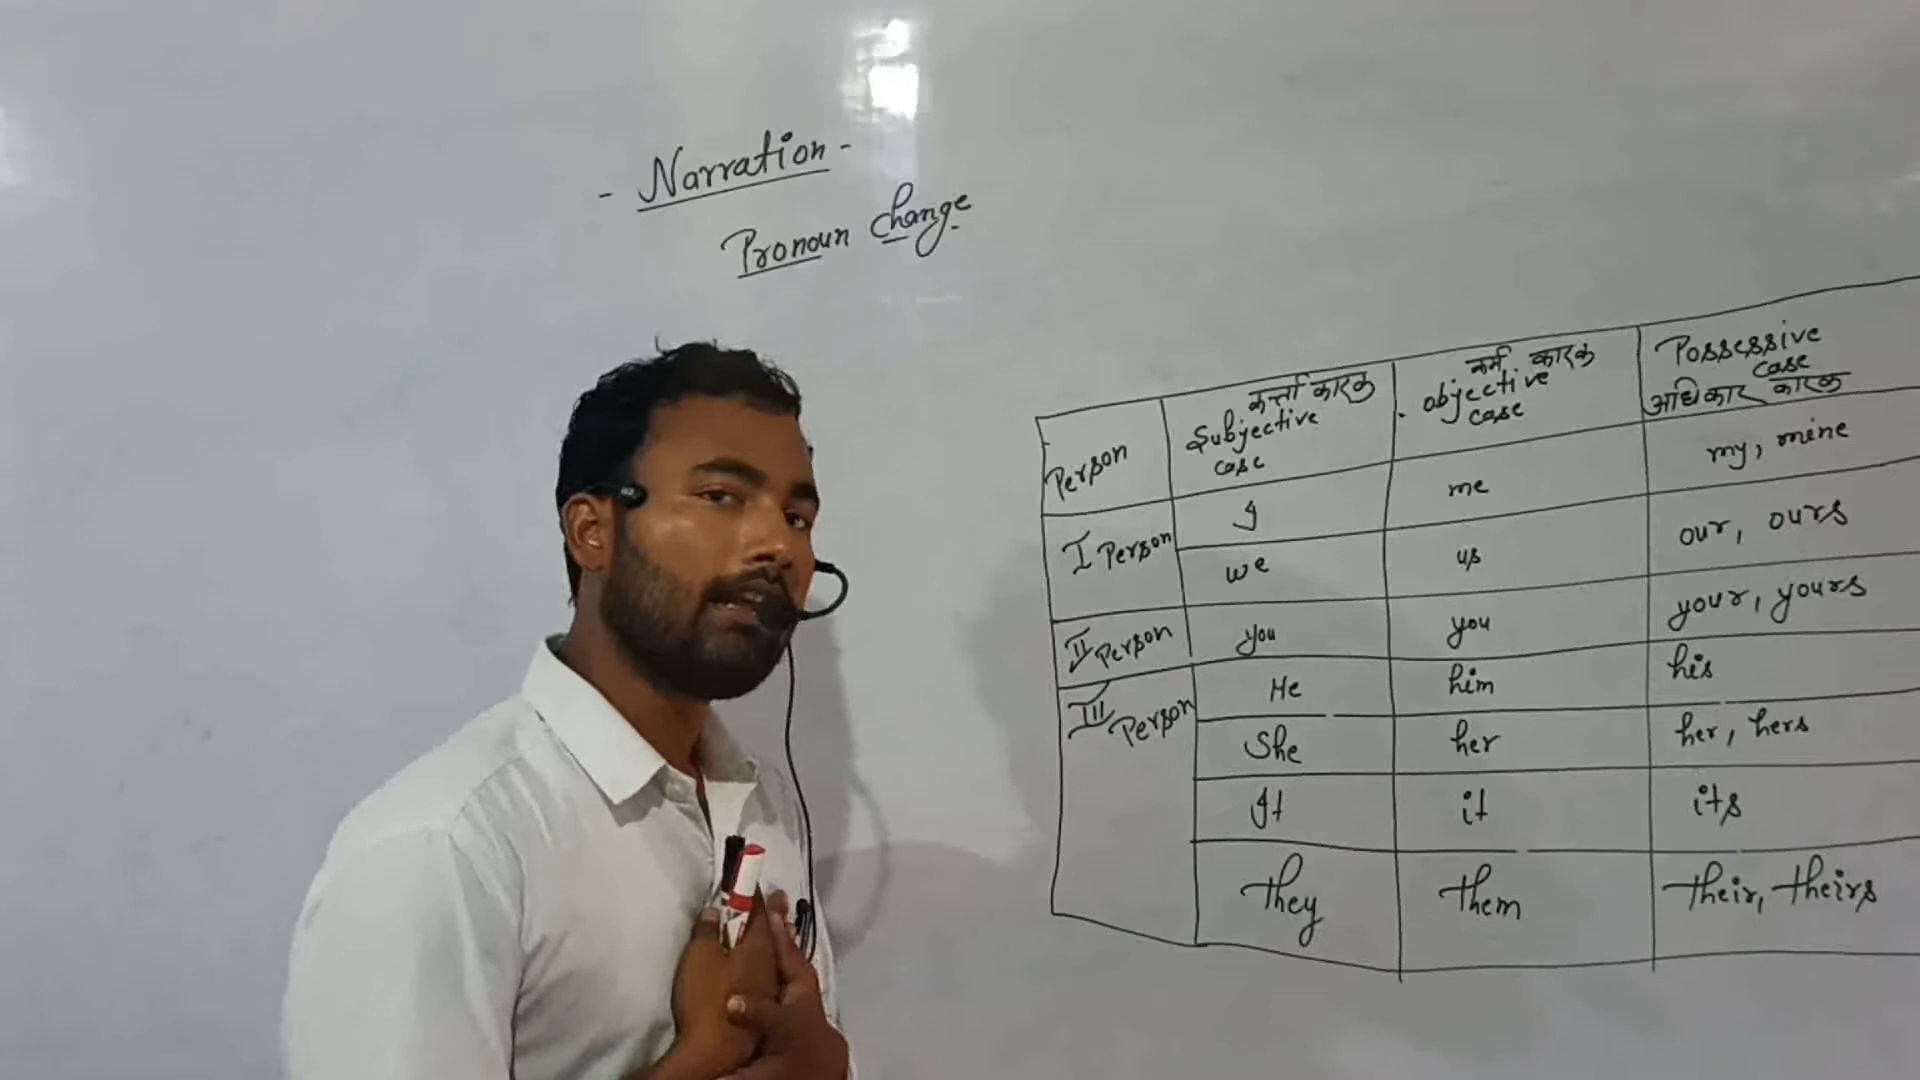 - Narration -
Pronoun change
Person
कर्त्ता कारक
Subjective
case
कर्म कारक
objective
case
Possessive
case
अधिकार कारक
I Person
I
me
my, mine
we
us
our, ours
II Person
you
you
your, yours
III Person
He
him
his
She
her
her, hers
It
it
its
They
Them
Their, Theirs